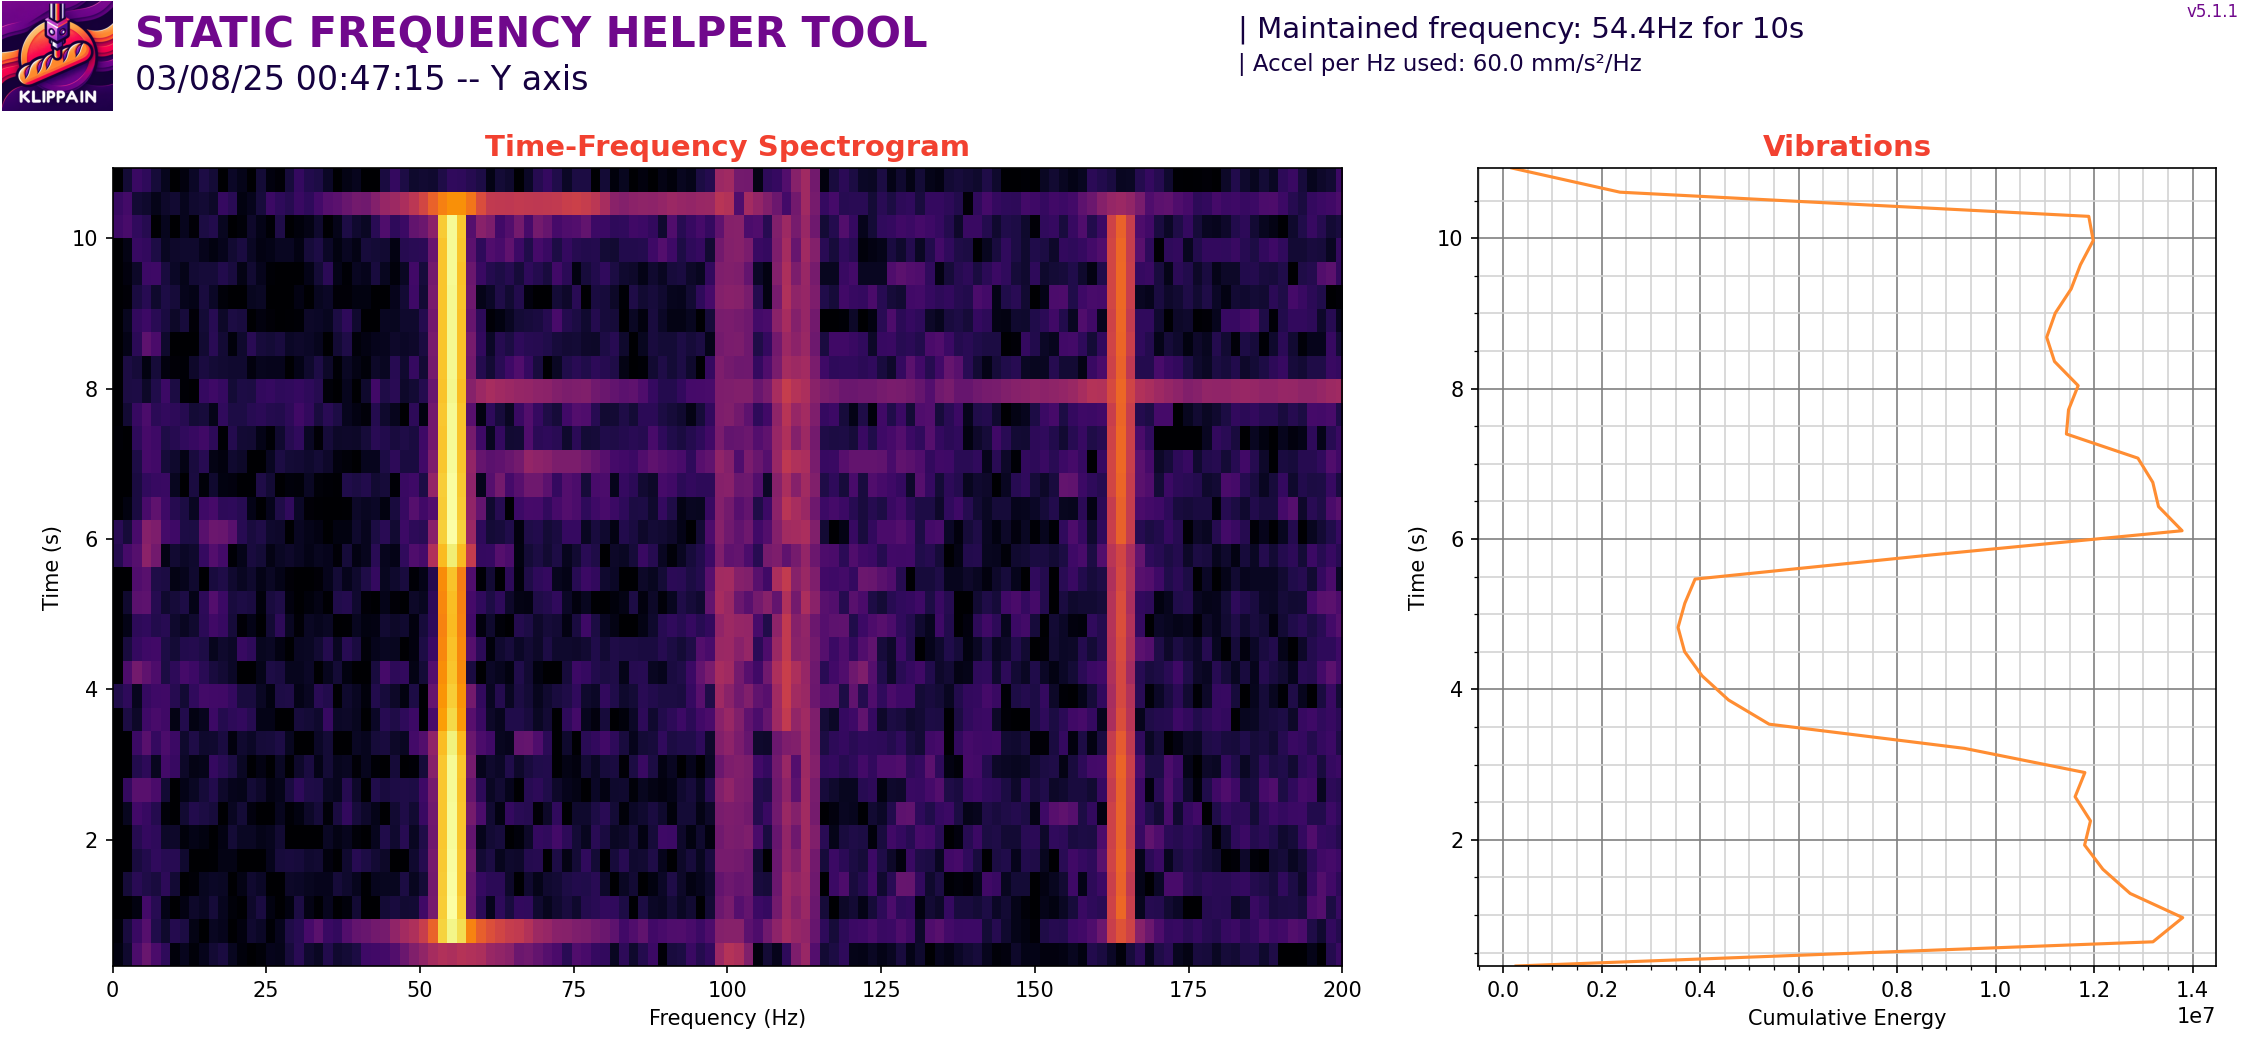 KLIPPAIN
STATIC FREQUENCY HELPER TOOL
03/08/25 00:47:15 -- Y axis
| Maintained frequency: 54.4Hz for 10s
| Accel per Hz used: 60.0 mm/s²/Hz
v5.1.1
Time-Frequency Spectrogram
10
8
6
4
2
Time (s)
0 25 50 75 100 125 150 175 200
Frequency (Hz)
Vibrations
10
8
6
4
2
Time (s)
0.0 0.2 0.4 0.6 0.8 1.0 1.2 1.4
1e7
Cumulative Energy